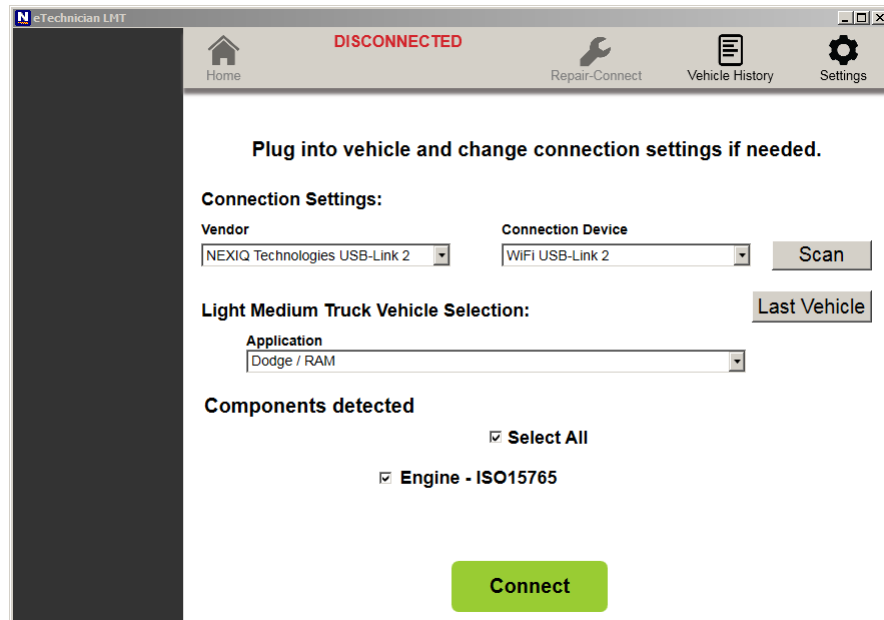 N eTechnician LMT
DISCONNECTED
Home
Repair-Connect
Vehicle History
Settings
Plug into vehicle and change connection settings if needed.
Connection Settings:
Vendor
Connection Device
NEXIQ Technologies USB-Link 2
WiFi USB-Link 2
Scan
Last Vehicle
Light Medium Truck Vehicle Selection:
Application
Dodge / RAM
Components detected
Select All
Engine - ISO15765
Connect